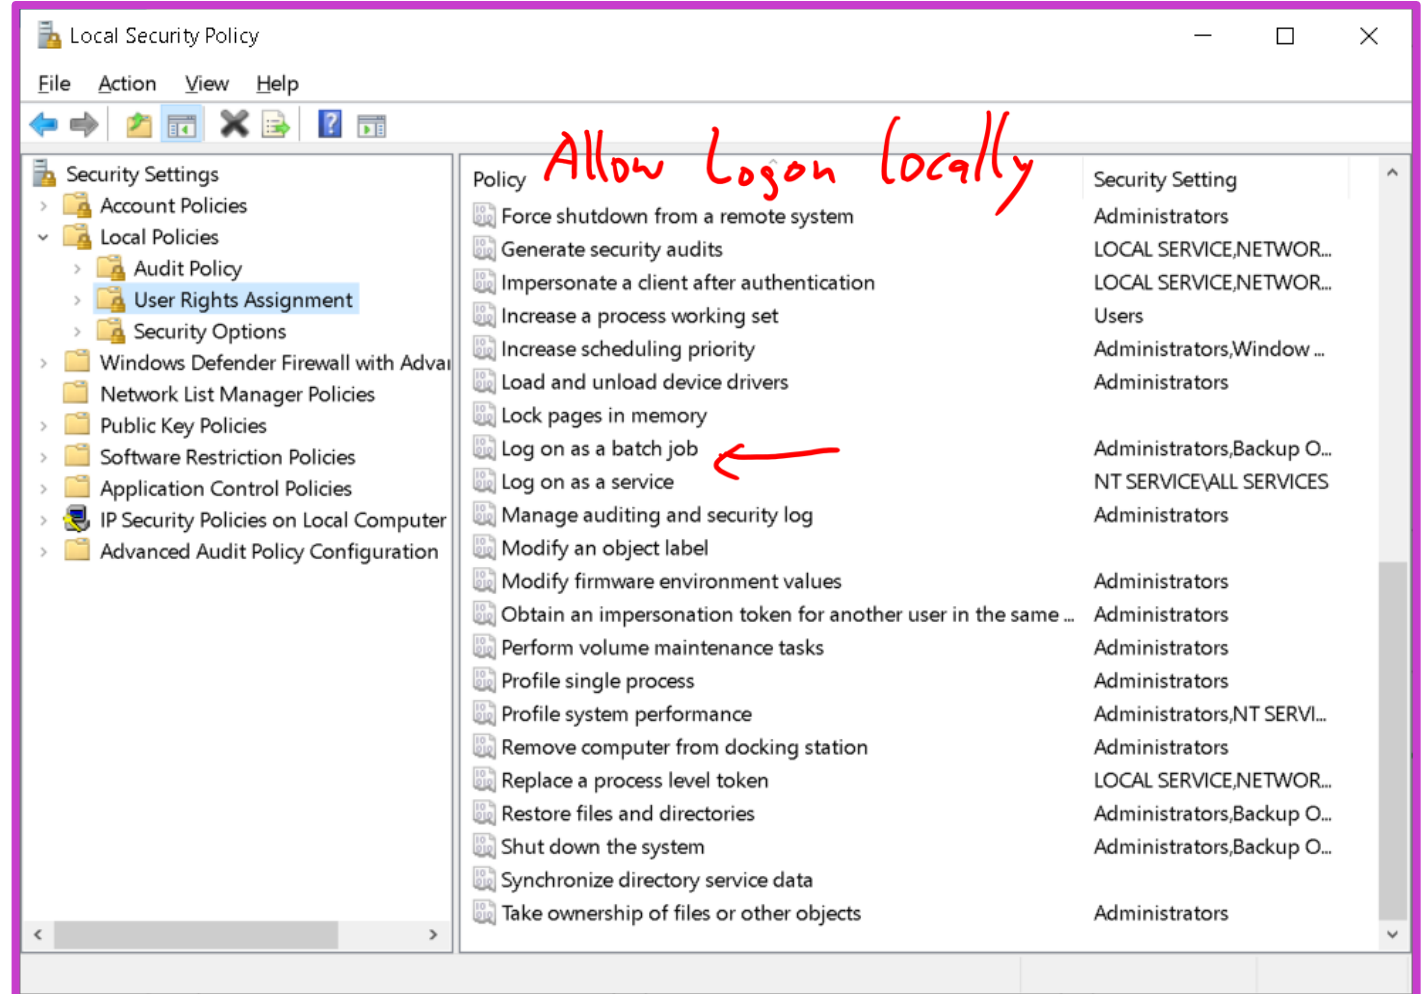 Local Security Policy
File Action View Help
Allow Logon locally
Security Settings
Account Policies
Local Policies
Audit Policy
User Rights Assignment
Security Options
Windows Defender Firewall with Advar
Network List Manager Policies
Public Key Policies
Software Restriction Policies
Application Control Policies
IP Security Policies on Local Computer
Advanced Audit Policy Configuration
Policy Security Setting
Force shutdown from a remote system Administrators
Generate security audits LOCAL SERVICE,NETWOR...
Impersonate a client after authentication LOCAL SERVICE,NETWOR...
Increase a process working set Users
Increase scheduling priority Administrators,Window ...
Load and unload device drivers Administrators
Lock pages in memory
Log on as a batch job Administrators,Backup O...
Log on as a service NT SERVICE\ALL SERVICES
Manage auditing and security log Administrators
Modify an object label
Modify firmware environment values Administrators
Obtain an impersonation token for another user in the same ... Administrators
Perform volume maintenance tasks Administrators
Profile single process Administrators
Profile system performance Administrators,NT SERVI...
Remove computer from docking station Administrators
Replace a process level token LOCAL SERVICE,NETWOR...
Restore files and directories Administrators,Backup O...
Shut down the system Administrators,Backup O...
Synchronize directory service data
Take ownership of files or other objects Administrators